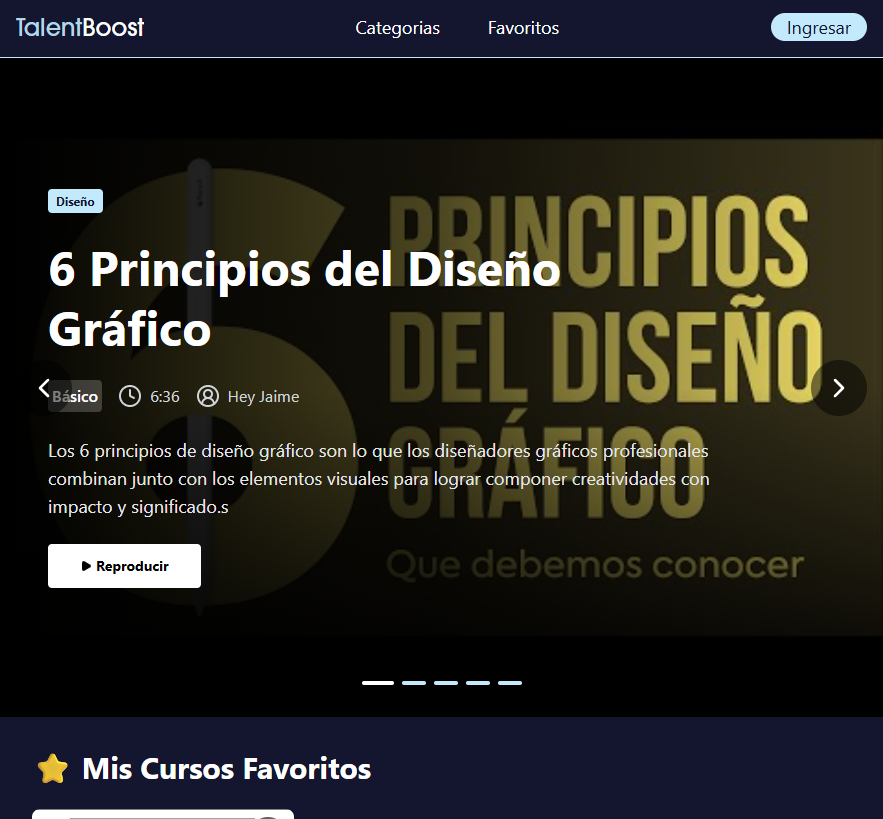 TalentBoost
Categorias
Favoritos
Ingresar
Diseño
6 Principios del Diseño
Gráfico
Básico
6:36
Hey Jaime
Los 6 principios de diseño gráfico son lo que los diseñadores gráficos profesionales
combinan junto con los elementos visuales para lograr componer creatividades con
impacto y significado.s
Reproducir
6
PRINCIPIOS
DEL DISEÑO
GRÁFICO
Que debemos conocer
Mis Cursos Favoritos